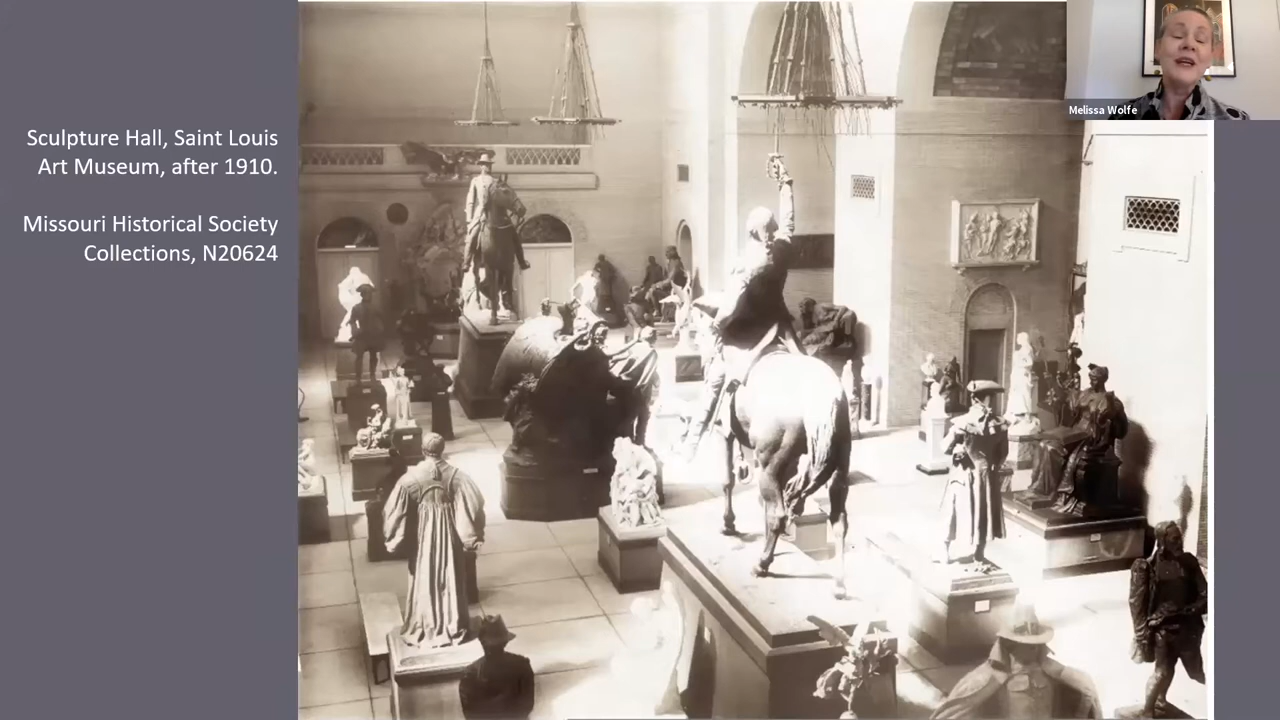 Sculpture Hall, Saint Louis
Art Museum, after 1910.
Missouri Historical Society
Collections, N20624
Melissa Wolfe